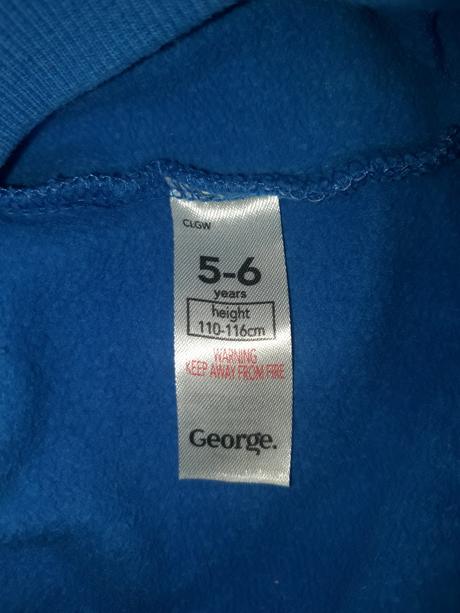 CLGW
5-6
years
height
110-116cm
WARNING
KEEP AWAY FROM FIRE
George.